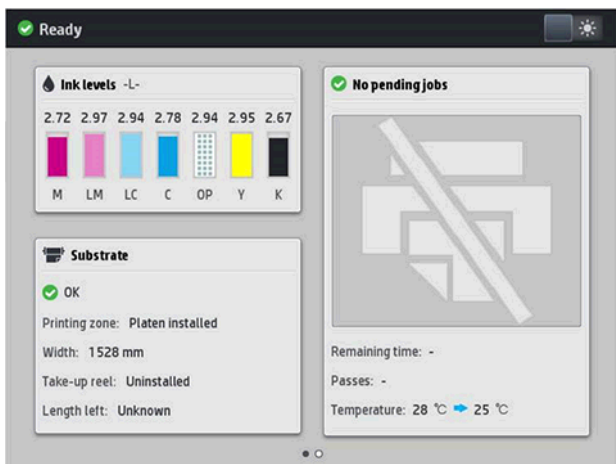 Ready
Ink levels -L-
2.72 2.97 2.94 2.78 2.94 2.95 2.67
M LM LC C OP Y K
Substrate
OK
Printing zone: Platen installed
Width: 1528 mm
Take-up reel: Uninstalled
Length left: Unknown
No pending jobs
Remaining time: -
Passes: -
Temperature: 28 °C 25 °C